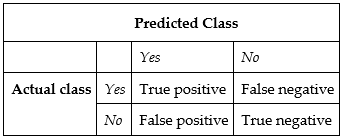 Predicted Class
Yes No
Actual class Yes True positive False negative
No False positive True negative